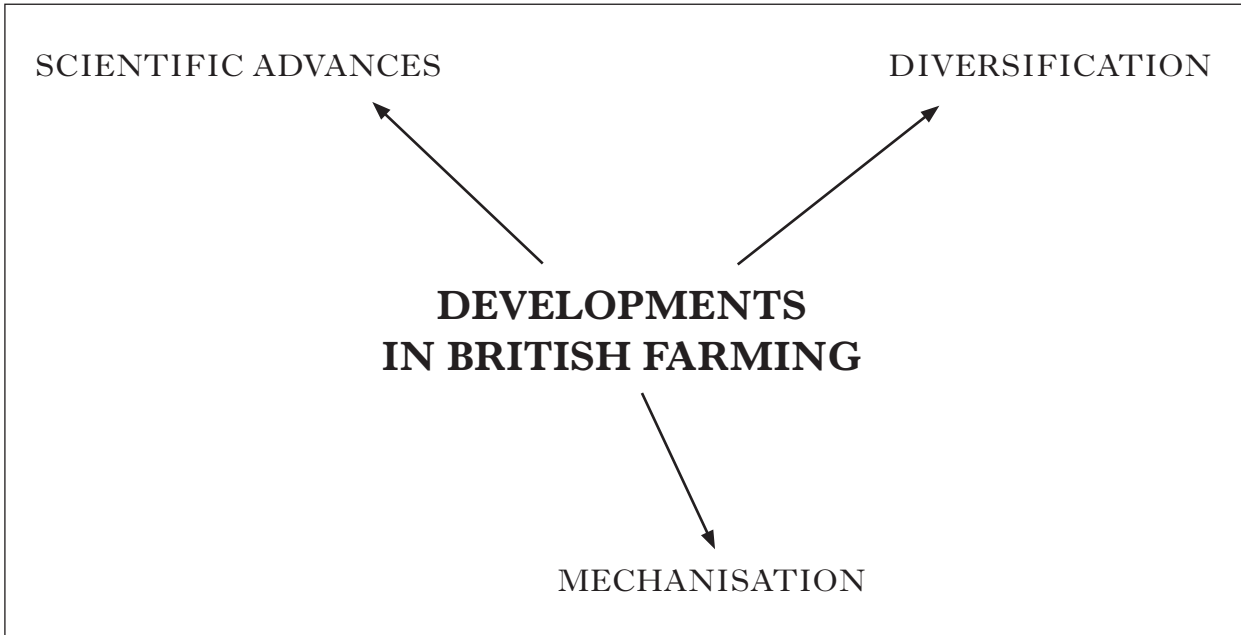 SCIENTIFIC ADVANCES
DIVERSIFICATION
DEVELOPMENTS
IN BRITISH FARMING
MECHANISATION